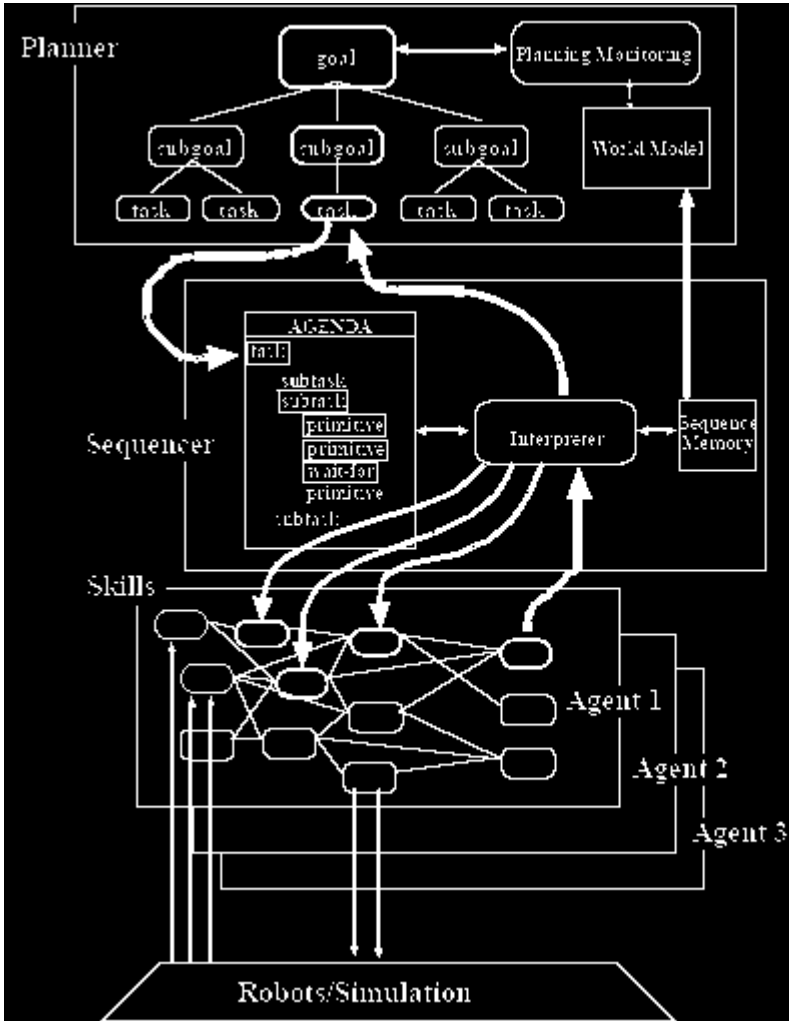 Planner
goal
Planning Monitoring
subgoal
subgoal
subgoal
World Model
task
task
task
task
task
AGENDA
task
subtask
subtask
primitive
primitive
wait-for
primitive
subtask
Sequencer
Interpreter
Sequence
Memory
Skills
Agent 1
Agent 2
Agent 3
Robots/Simulation